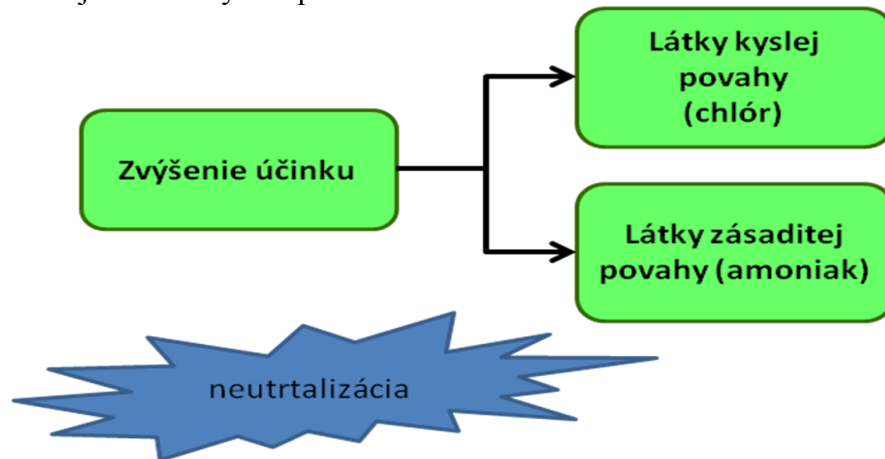 Látky kyslej
povahy
(chlór)
Zvýšenie účinku
Látky zásaditej
povahy (amoniak)
neutrtalizácia